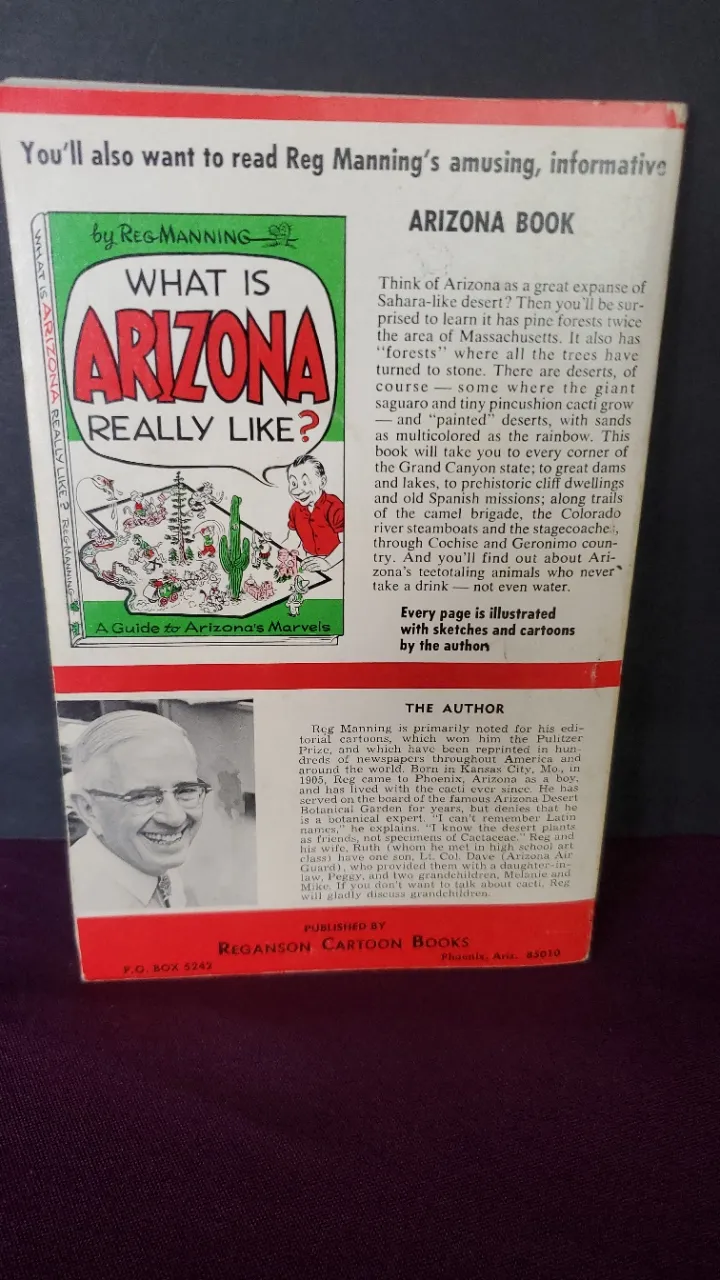 You'll also want to read Reg Manning's amusing, informative
by REG MANNING
WHAT IS
ARIZONA
REALLY LIKE?
A Guide to Arizona's Marvels
WHAT IS ARIZONA REALLY LIKE? REG MANNING
ARIZONA BOOK
Think of Arizona as a great expanse of
Sahara-like desert? Then you'll be sur-
prised to learn it has pine forests twice
the area of Massachusetts. It also has
"forests" where all the trees have
turned to stone. There are deserts, of
course — some where the giant
saguaro and tiny pincushion cacti grow
— and "painted" deserts, with sands
as multicolored as the rainbow. This
book will take you to every corner of
the Grand Canyon state; to great dams
and lakes, to prehistoric cliff dwellings
and old Spanish missions; along trails
of the camel brigade, the Colorado
river steamboats and the stagecoaches,
through Cochise and Geronimo coun-
try. And you'll find out about Ari-
zona's teetotaling animals who never
take a drink — not even water.
Every page is illustrated
with sketches and cartoons
by the author
THE AUTHOR
Reg Manning is primarily noted for his edi-
torial cartoons, which won him the Pulitzer
Prize, and which have been reprinted in hun-
dreds of newspapers throughout America and
around the world. Born in Kansas City, Mo., in
1905, Reg came to Phoenix, Arizona as a boy,
and has lived with the cacti ever since. He has
served on the board of the famous Arizona Desert
Botanical Garden for years, but denies that he
is a botanical expert. "I can't remember Latin
names," he explains. "I know the desert plants
as friends, not specimens of Cactaceae." Reg and
his wife, Ruth (whom he met in high school art
class) have one son, Lt. Col. Dave (Arizona Air
Guard), who provided them with a daughter-in-
law, Peggy, and two grandchildren, Melanie and
Mike. If you don't want to talk about cacti, Reg
will gladly discuss grandchildren.
PUBLISHED BY
REGANSON CARTOON BOOKS
P.O. BOX 5242
Phoenix, Ariz. 85010